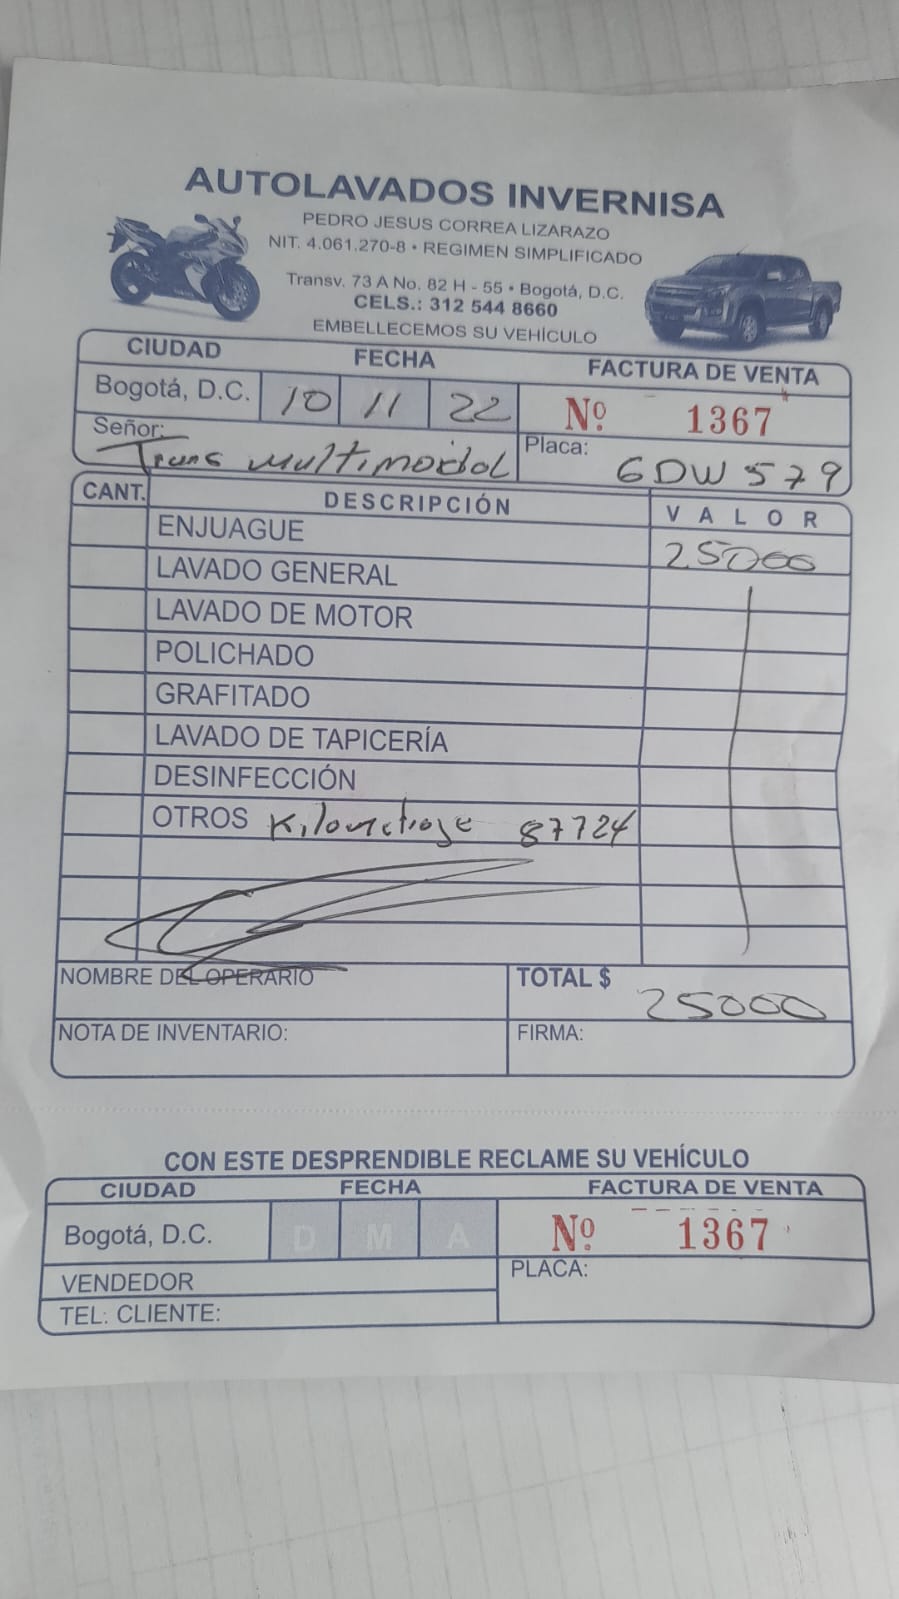 AUTOLAVADOS INVERNISA
PEDRO JESUS CORREA LIZARAZO
NIT. 4.061.270-8 • REGIMEN SIMPLIFICADO
Transv. 73 A No. 82 H - 55 • Bogotá, D.C.
CELS.: 312 544 8660
EMBELLECEMOS SU VEHÍCULO
CIUDAD FECHA FACTURA DE VENTA
Bogotá, D.C. 10 11 22 Nº 1367
Señor: Trans multimodal Placa: GDW 579
CANT. DESCRIPCIÓN VALOR
ENJUAGUE 25000
LAVADO GENERAL
LAVADO DE MOTOR
POLICHADO
GRAFITADO
LAVADO DE TAPICERÍA
DESINFECCIÓN
OTROS Kilometraje 87724
NOMBRE DEL OPERARIO TOTAL $ 25000
NOTA DE INVENTARIO: FIRMA:
CON ESTE DESPRENDIBLE RECLAME SU VEHÍCULO
CIUDAD FECHA FACTURA DE VENTA
Bogotá, D.C. D M A Nº 1367
VENDEDOR PLACA:
TEL: CLIENTE: